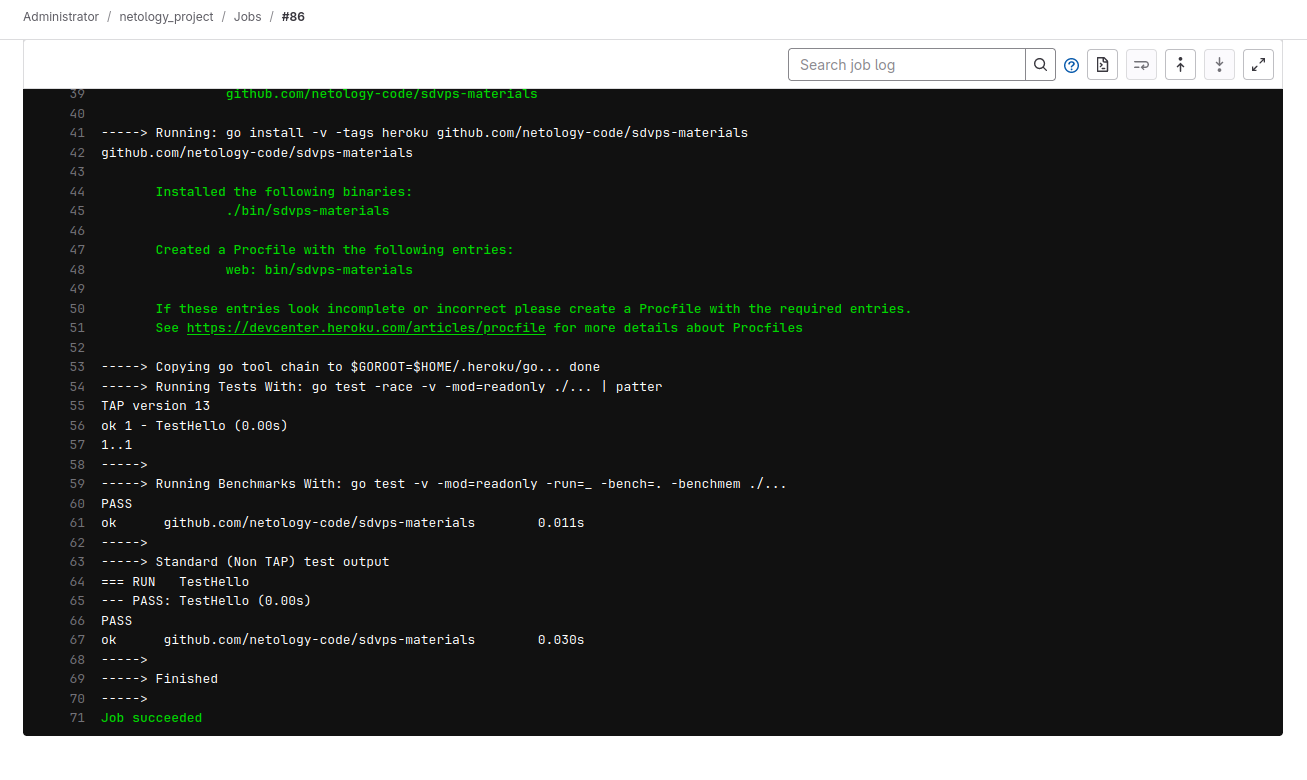 Administrator / netology_project / Jobs / #86
Search job log
39 github.com/netology-code/sdvps-materials
40
41 -----> Running: go install -v -tags heroku github.com/netology-code/sdvps-materials
42 github.com/netology-code/sdvps-materials
43
44 Installed the following binaries:
45 ./bin/sdvps-materials
46
47 Created a Procfile with the following entries:
48 web: bin/sdvps-materials
49
50 If these entries look incomplete or incorrect please create a Procfile with the required entries.
51 See https://devcenter.heroku.com/articles/procfile for more details about Procfiles
52
53 -----> Copying go tool chain to $GOROOT=$HOME/.heroku/go... done
54 -----> Running Tests With: go test -race -v -mod=readonly ./... | patter
55 TAP version 13
56 ok 1 - TestHello (0.00s)
57 1..1
58 ----->
59 -----> Running Benchmarks With: go test -v -mod=readonly -run=_ -bench=. -benchmem ./...
60 PASS
61 ok github.com/netology-code/sdvps-materials 0.011s
62 ----->
63 -----> Standard (Non TAP) test output
64 === RUN TestHello
65 --- PASS: TestHello (0.00s)
66 PASS
67 ok github.com/netology-code/sdvps-materials 0.030s
68 ----->
69 -----> Finished
70 ----->
71 Job succeeded